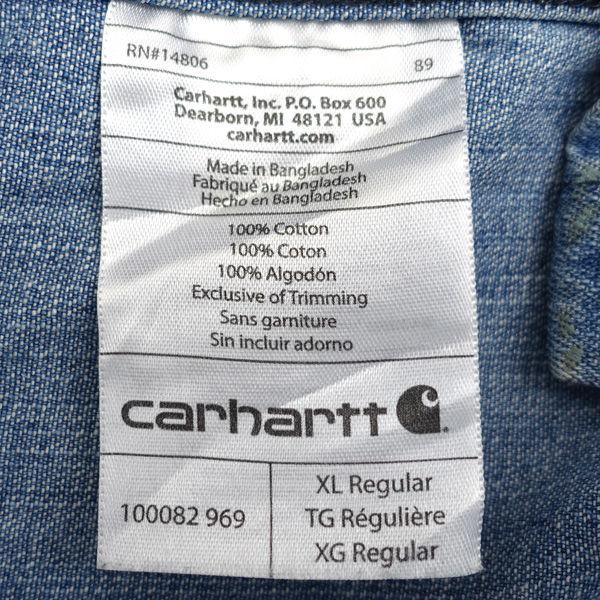 RN#14806 89
Carhartt, Inc. P.O. Box 600
Dearborn, MI 48121 USA
carhartt.com
Made in Bangladesh
Fabriqué au Bangladesh
Hecho en Bangladesh
100% Cotton
100% Coton
100% Algodón
Exclusive of Trimming
Sans garniture
Sin incluir adorno
carhartt
100082 969
XL Regular
TG Régulière
XG Regular